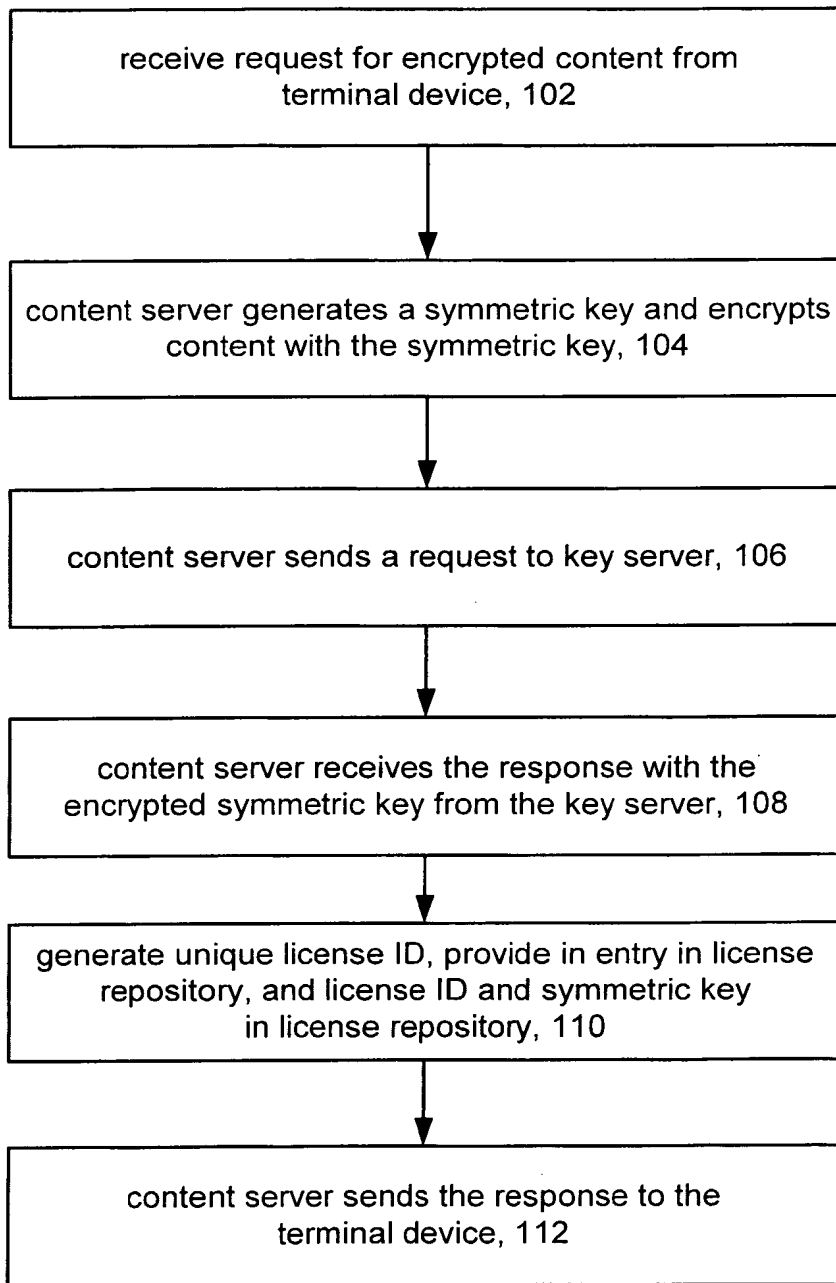 receive request for encrypted content from
terminal device, 102
content server generates a symmetric key and encrypts
content with the symmetric key, 104
content server sends a request to key server, 106
content server receives the response with the
encrypted symmetric key from the key server, 108
generate unique license ID, provide in entry in license
repository, and license ID and symmetric key
in license repository, 110
content server sends the response to the
terminal device, 112